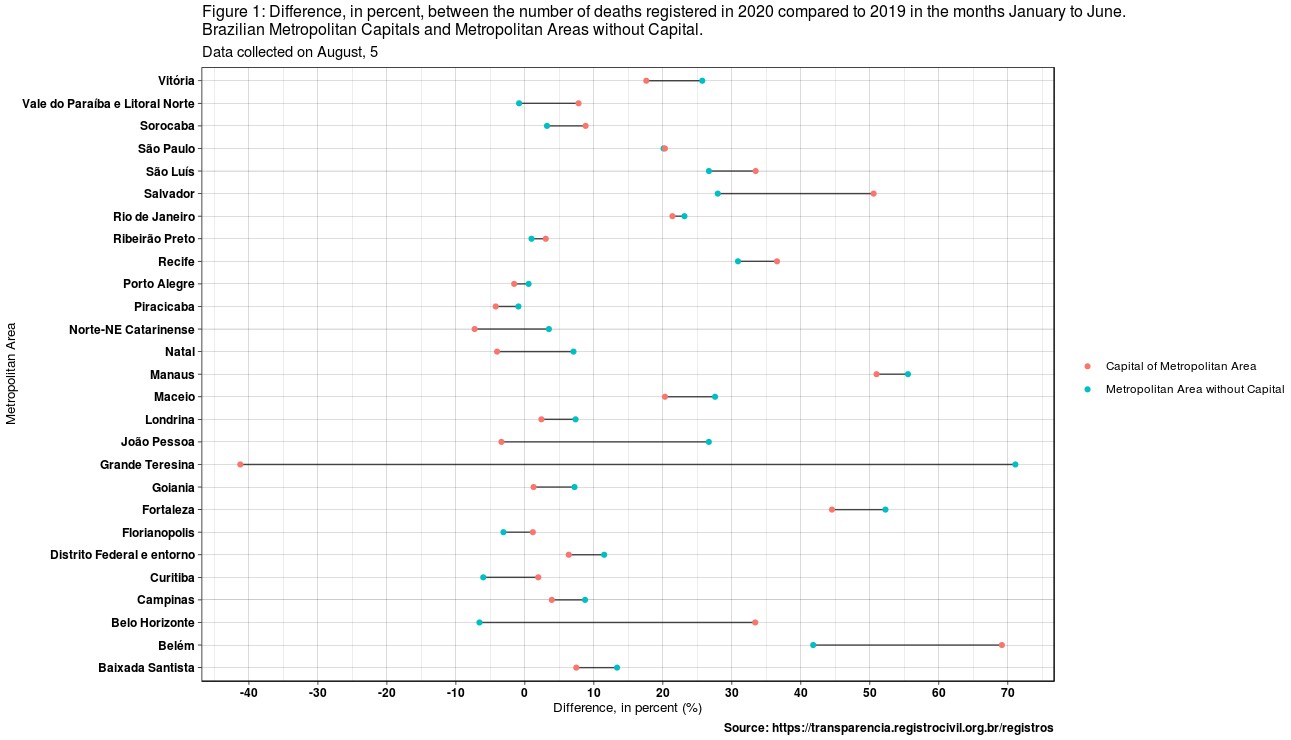 Figure 1: Difference, in percent, between the number of deaths registered in 2020 compared to 2019 in the months January to June.
Brazilian Metropolitan Capitals and Metropolitan Areas without Capital.
Data collected on August, 5
Metropolitan Area
Vitória
Vale do Paraíba e Litoral Norte
Sorocaba
São Paulo
São Luís
Salvador
Rio de Janeiro
Ribeirão Preto
Recife
Porto Alegre
Piracicaba
Norte-NE Catarinense
Natal
Manaus
Maceio
Londrina
João Pessoa
Grande Teresina
Goiania
Fortaleza
Florianopolis
Distrito Federal e entorno
Curitiba
Campinas
Belo Horizonte
Belém
Baixada Santista
-40 -30 -20 -10 0 10 20 30 40 50 60 70
Difference, in percent (%)
Capital of Metropolitan Area
Metropolitan Area without Capital
Source: https://transparencia.registrocivil.org.br/registros